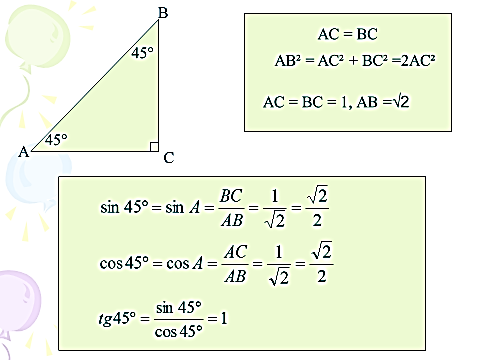 B
45°
45°
A
C
AC = BC
AB² = AC² + BC² =2AC²
AC = BC = 1, AB =√2
sin 45° = sin A = BC/AB = 1/√2 = √2/2
cos 45° = cos A = AC/AB = 1/√2 = √2/2
tg45° = sin 45°/cos 45° = 1